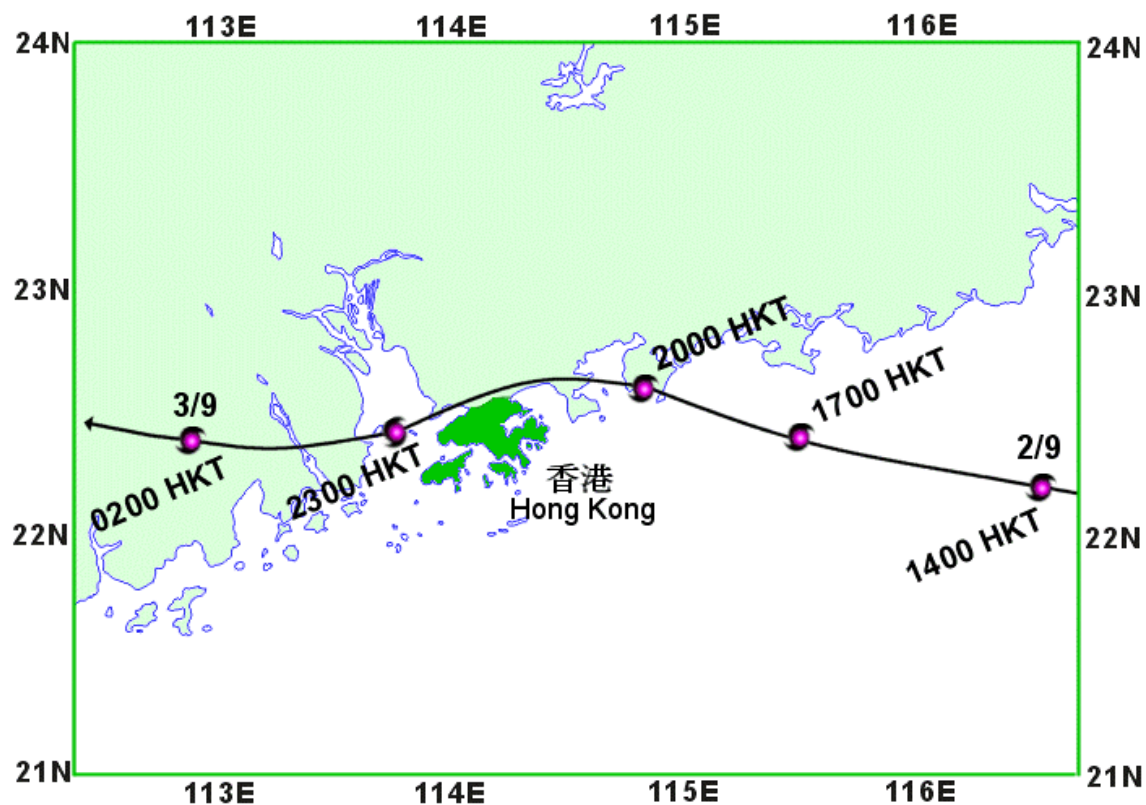 113E 114E 115E 116E
24N 24N
23N 23N
2000 HKT
1700 HKT
3/9
2300 HKT
2/9
0200 HKT
香港
Hong Kong
1400 HKT
22N 22N
21N 21N
113E 114E 115E 116E